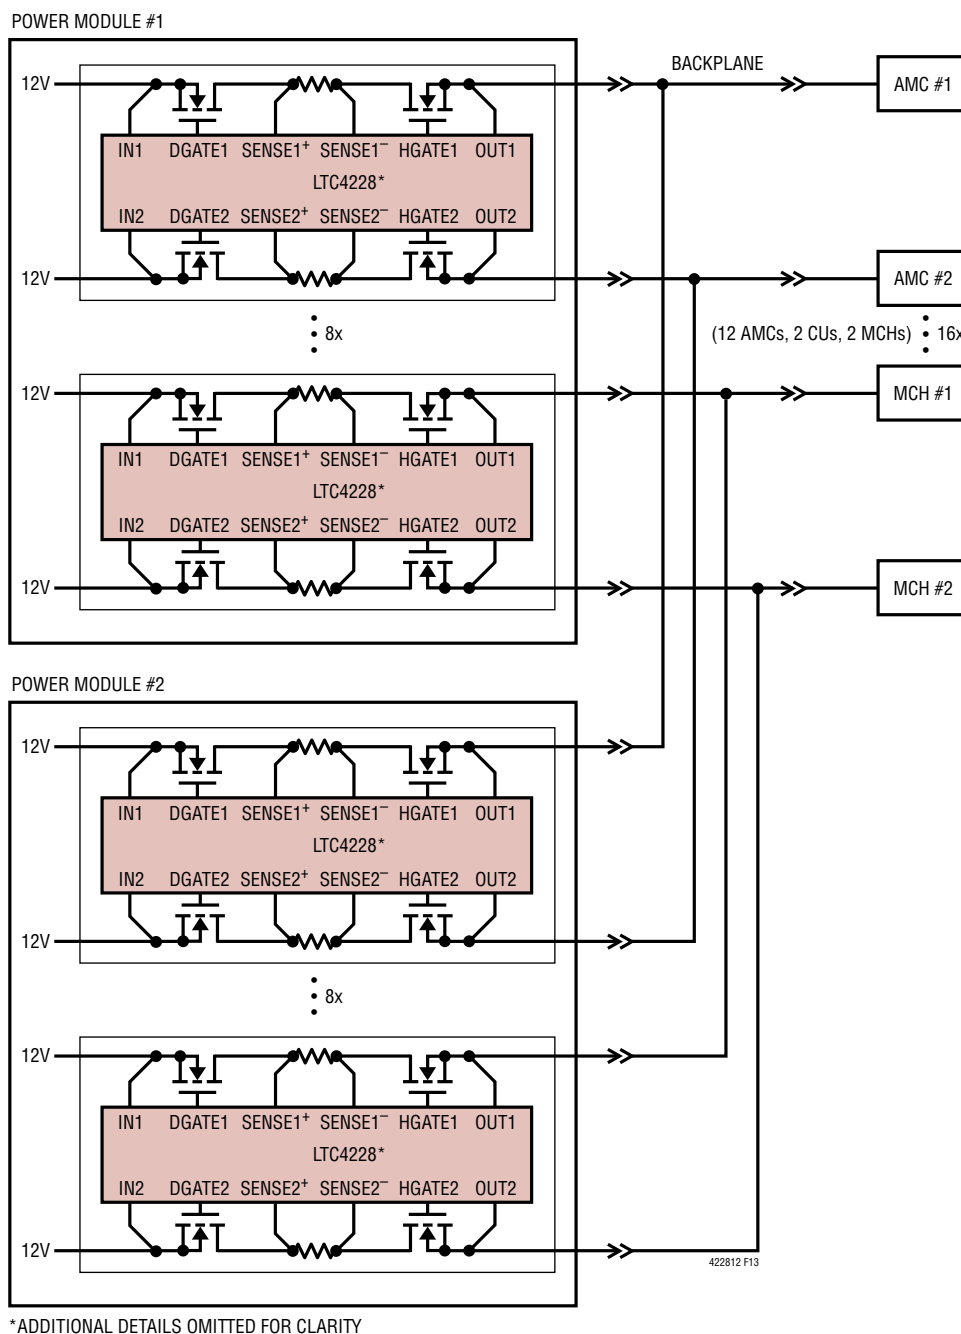 POWER MODULE #1
BACKPLANE
12V
AMC #1
IN1 DGATE1 SENSE1+ SENSE1– HGATE1 OUT1
LTC4228*
IN2 DGATE2 SENSE2+ SENSE2– HGATE2 OUT2
12V
AMC #2
8x
(12 AMCs, 2 CUs, 2 MCHs) 16x
12V
MCH #1
IN1 DGATE1 SENSE1+ SENSE1– HGATE1 OUT1
LTC4228*
IN2 DGATE2 SENSE2+ SENSE2– HGATE2 OUT2
12V
MCH #2
POWER MODULE #2
12V
IN1 DGATE1 SENSE1+ SENSE1– HGATE1 OUT1
LTC4228*
IN2 DGATE2 SENSE2+ SENSE2– HGATE2 OUT2
12V
8x
12V
IN1 DGATE1 SENSE1+ SENSE1– HGATE1 OUT1
LTC4228*
IN2 DGATE2 SENSE2+ SENSE2– HGATE2 OUT2
12V
422812 F13
*ADDITIONAL DETAILS OMITTED FOR CLARITY